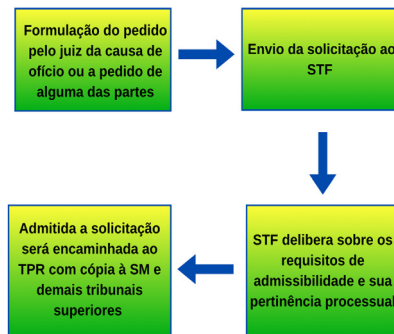 Formulação do pedido
pelo juiz da causa de
ofício ou a pedido de
alguma das partes
Envio da solicitação ao
STF
STF delibera sobre os
requisitos de
admissibilidade e sua
pertinência processual
Admitida a solicitação
será encaminhada ao
TPR com cópia à SM e
demais tribunais
superiores